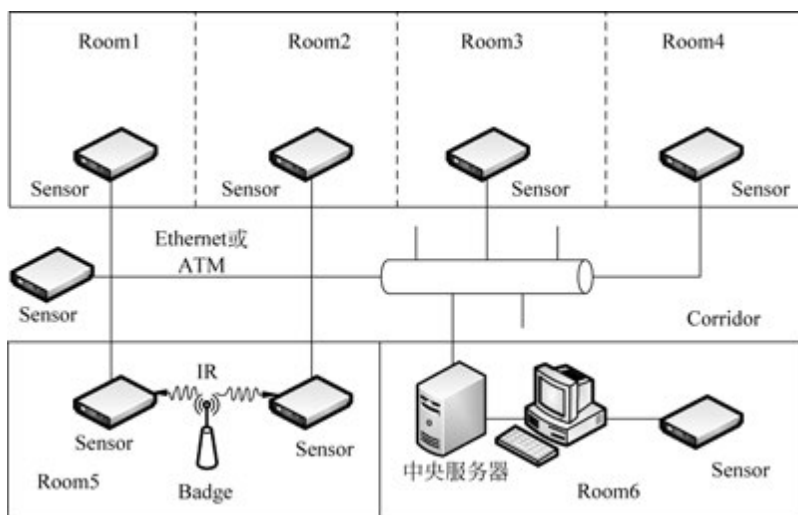 Room1
Room2
Room3
Room4
Sensor
Sensor
Sensor
Sensor
Ethernet或
ATM
Sensor
Corridor
IR
Sensor
Sensor
Room5
Badge
中央服务器
Sensor
Room6